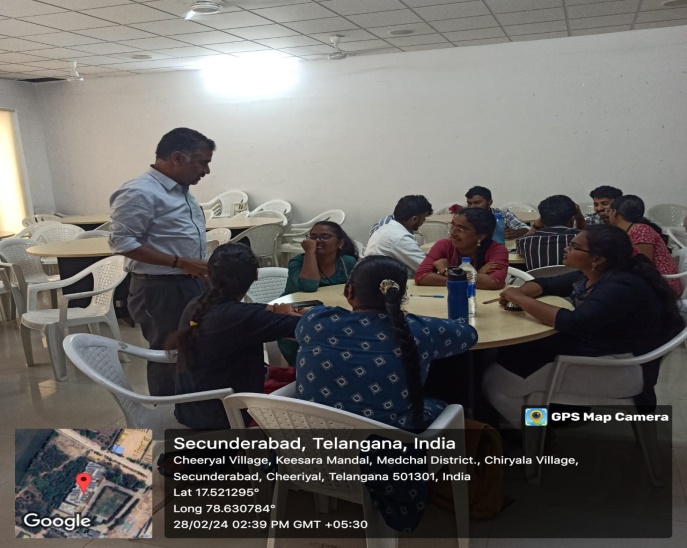 GPS Map Camera
Secunderabad, Telangana, India
Cheeryal Village, Keesara Mandal, Medchal District., Chiryala Village,
Secunderabad, Cheeriyal, Telangana 501301, India
Lat 17.521295°
Long 78.630784°
28/02/24 02:39 PM GMT +05:30
Google